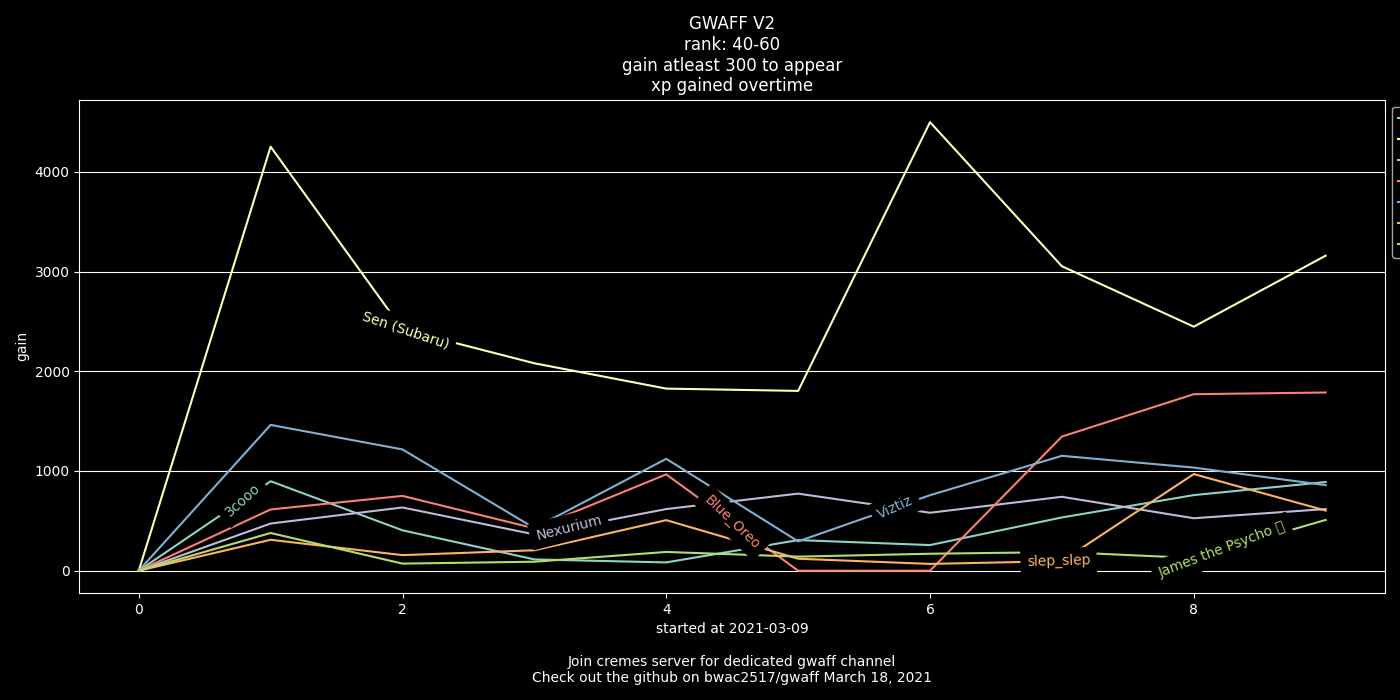 GWAFF V2
rank: 40-60
gain atleast 300 to appear
xp gained overtime
gain
4000
3000
2000
1000
0
Sen (Subaru)
3cooo
Nexurium
Blue_Oreo
Viztiz
slep_slep
James the Psycho
0 2 4 6 8
started at 2021-03-09
Join cremes server for dedicated gwaff channel
Check out the github on bwac2517/gwaff March 18, 2021